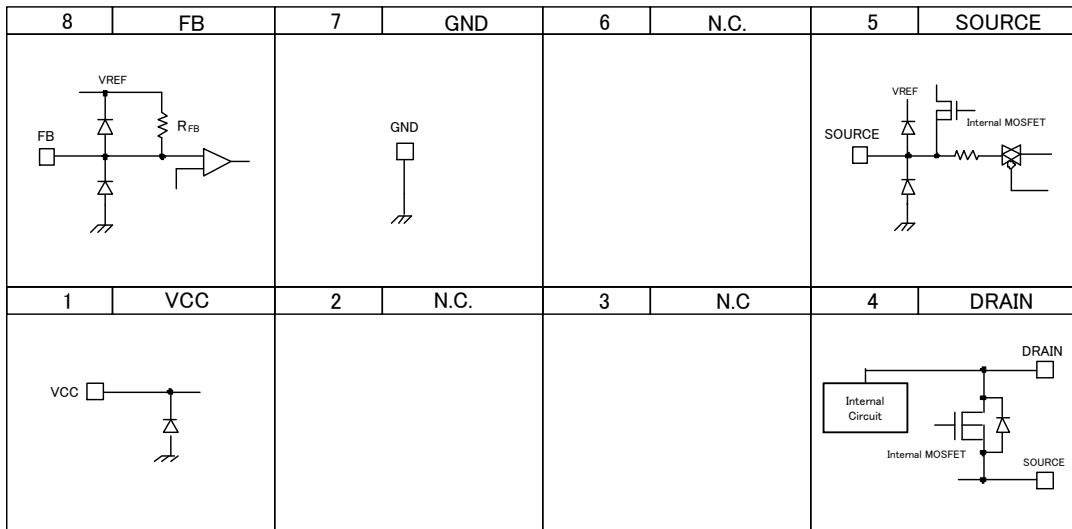 8 FB 7 GND 6 N.C. 5 SOURCE
VREF
FB
RFB
GND
VREF
SOURCE
Internal MOSFET
1 VCC 2 N.C. 3 N.C 4 DRAIN
VCC
DRAIN
Internal
Circuit
Internal MOSFET
SOURCE